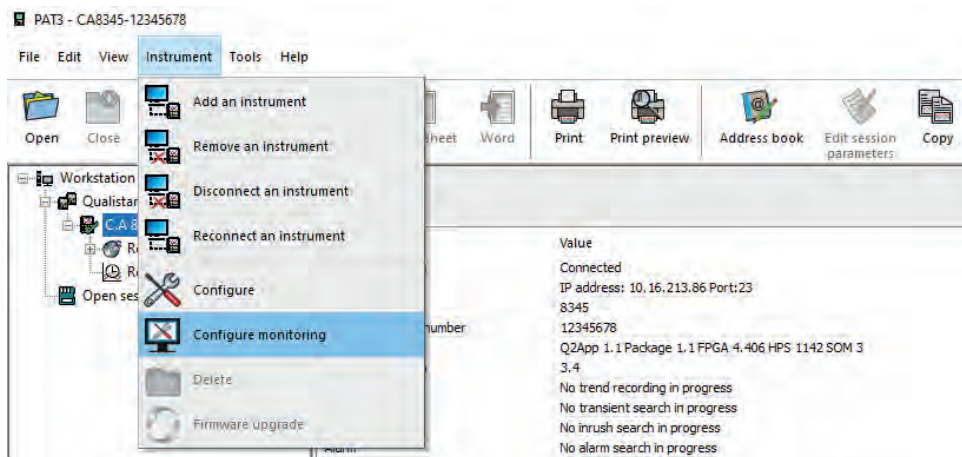 PAT3 - CA8345-12345678
File Edit View Instrument Tools Help
Open Close Word Print Print preview Address book Edit session parameters Copy
Add an instrument
Remove an instrument
Disconnect an instrument
Reconnect an instrument
Configure
Configure monitoring
Delete
Firmware upgrade
Workstation
Qualistar
C.A 8
Open ses
Value
Connected
IP address: 10.16.213.86 Port:23
8345
number 12345678
Q2App 1.1 Package 1.1 FPGA 4.406 HPS 1142 SOM 3
3.4
No trend recording in progress
No transient search in progress
No inrush search in progress
Alarm No alarm search in progress